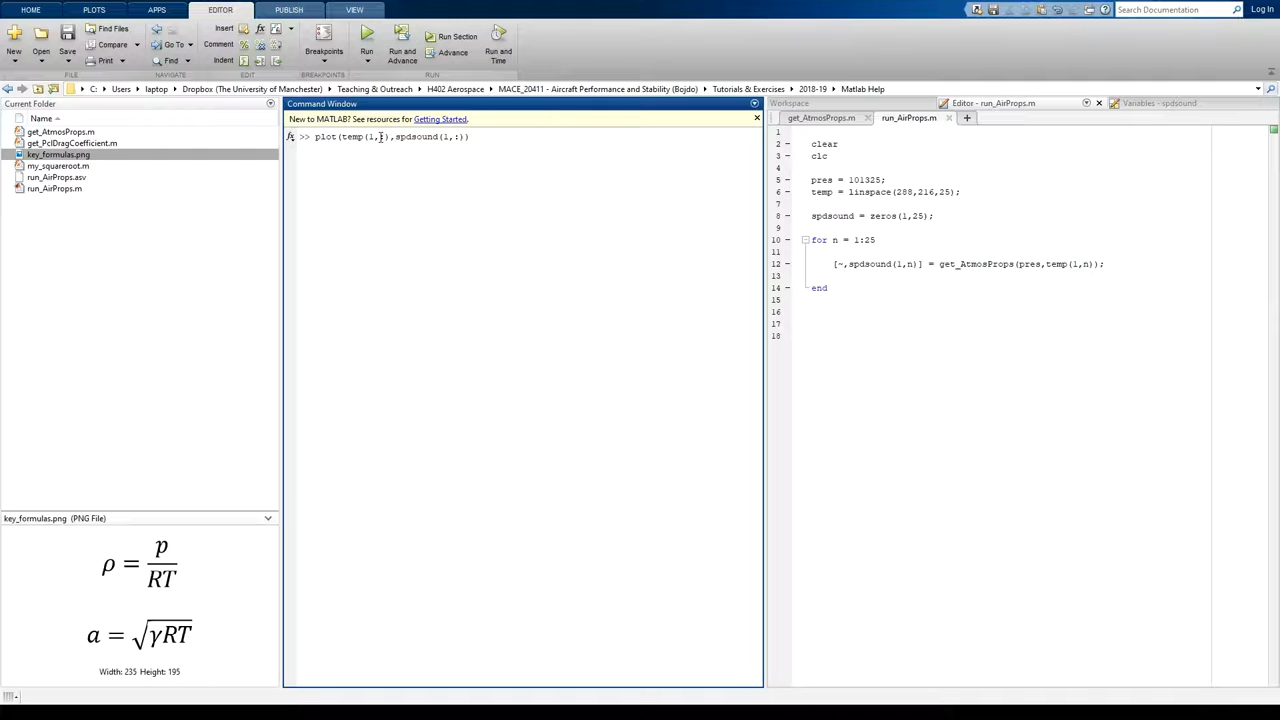 HOME PLOTS APPS EDITOR PUBLISH VIEW Search Documentation Log In
New Open Save Find Files Compare Print Go To Find Insert Comment Indent Breakpoints Run Run and Advance Run Section Advance Run and Time
FILE NAVIGATE EDIT BREAKPOINTS RUN
C: Users laptop Dropbox (The University of Manchester) Teaching & Outreach H402 Aerospace MACE_20411 - Aircraft Performance and Stability (Bojdo) Tutorials & Exercises 2018-19 Matlab Help
Current Folder
Name
get_AtmosProps.m
get_PclDragCoefficient.m
key_formulas.png
my_squareroot.m
run_AirProps.asv
run_AirProps.m
key_formulas.png (PNG File)
ρ = p / RT
a = √γRT
Width: 235 Height: 195
Command Window
New to MATLAB? See resources for Getting Started.
fx >> plot(temp(1,:),spdsound(1,:))
Workspace Editor - run_AirProps.m Variables - spdsound
get_AtmosProps.m run_AirProps.m
1
2 clear
3 clc
4
5 pres = 101325;
6 temp = linspace(288,216,25);
7
8 spdsound = zeros(1,25);
9
10 for n = 1:25
11
12 [~,spdsound(1,n)] = get_AtmosProps(pres,temp(1,n));
13
14 end
15
16
17
18